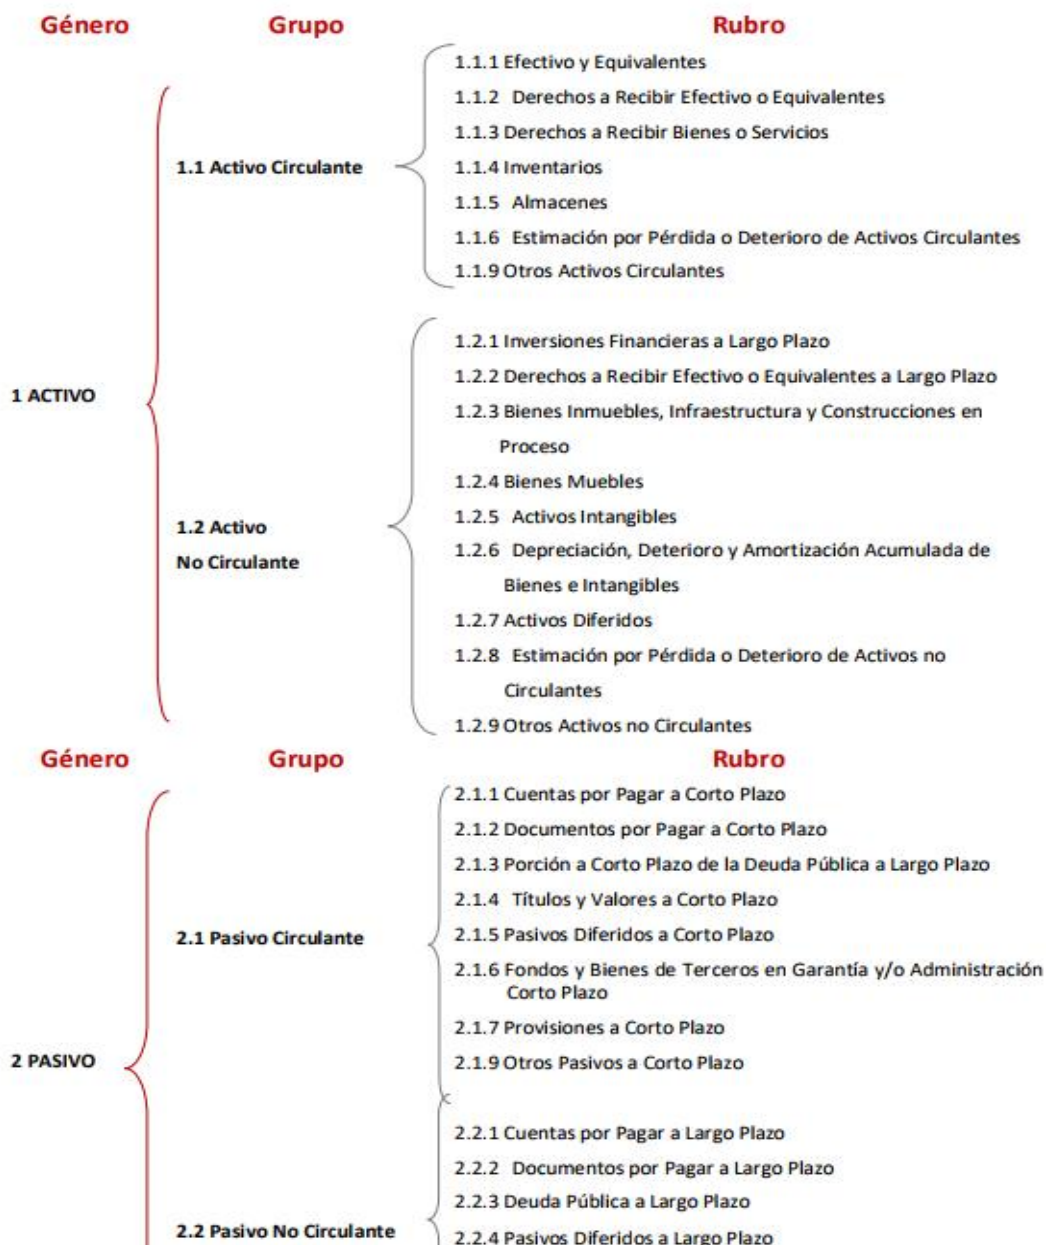 Género Grupo Rubro
1.1.1 Efectivo y Equivalentes
1.1.2 Derechos a Recibir Efectivo o Equivalentes
1.1.3 Derechos a Recibir Bienes o Servicios
1.1 Activo Circulante 1.1.4 Inventarios
1.1.5 Almacenes
1.1.6 Estimación por Pérdida o Deterioro de Activos Circulantes
1.1.9 Otros Activos Circulantes
1.2.1 Inversiones Financieras a Largo Plazo
1.2.2 Derechos a Recibir Efectivo o Equivalentes a Largo Plazo
1 ACTIVO 1.2.3 Bienes Inmuebles, Infraestructura y Construcciones en
Proceso
1.2.4 Bienes Muebles
1.2 Activo 1.2.5 Activos Intangibles
No Circulante 1.2.6 Depreciación, Deterioro y Amortización Acumulada de
Bienes e Intangibles
1.2.7 Activos Diferidos
1.2.8 Estimación por Pérdida o Deterioro de Activos no
Circulantes
1.2.9 Otros Activos no Circulantes
Género Grupo Rubro
2.1.1 Cuentas por Pagar a Corto Plazo
2.1.2 Documentos por Pagar a Corto Plazo
2.1.3 Porción a Corto Plazo de la Deuda Pública a Largo Plazo
2.1.4 Títulos y Valores a Corto Plazo
2.1 Pasivo Circulante 2.1.5 Pasivos Diferidos a Corto Plazo
2.1.6 Fondos y Bienes de Terceros en Garantía y/o Administración
Corto Plazo
2.1.7 Provisiones a Corto Plazo
2 PASIVO 2.1.9 Otros Pasivos a Corto Plazo
2.2.1 Cuentas por Pagar a Largo Plazo
2.2.2 Documentos por Pagar a Largo Plazo
2.2.3 Deuda Pública a Largo Plazo
2.2 Pasivo No Circulante 2.2.4 Pasivos Diferidos a Largo Plazo